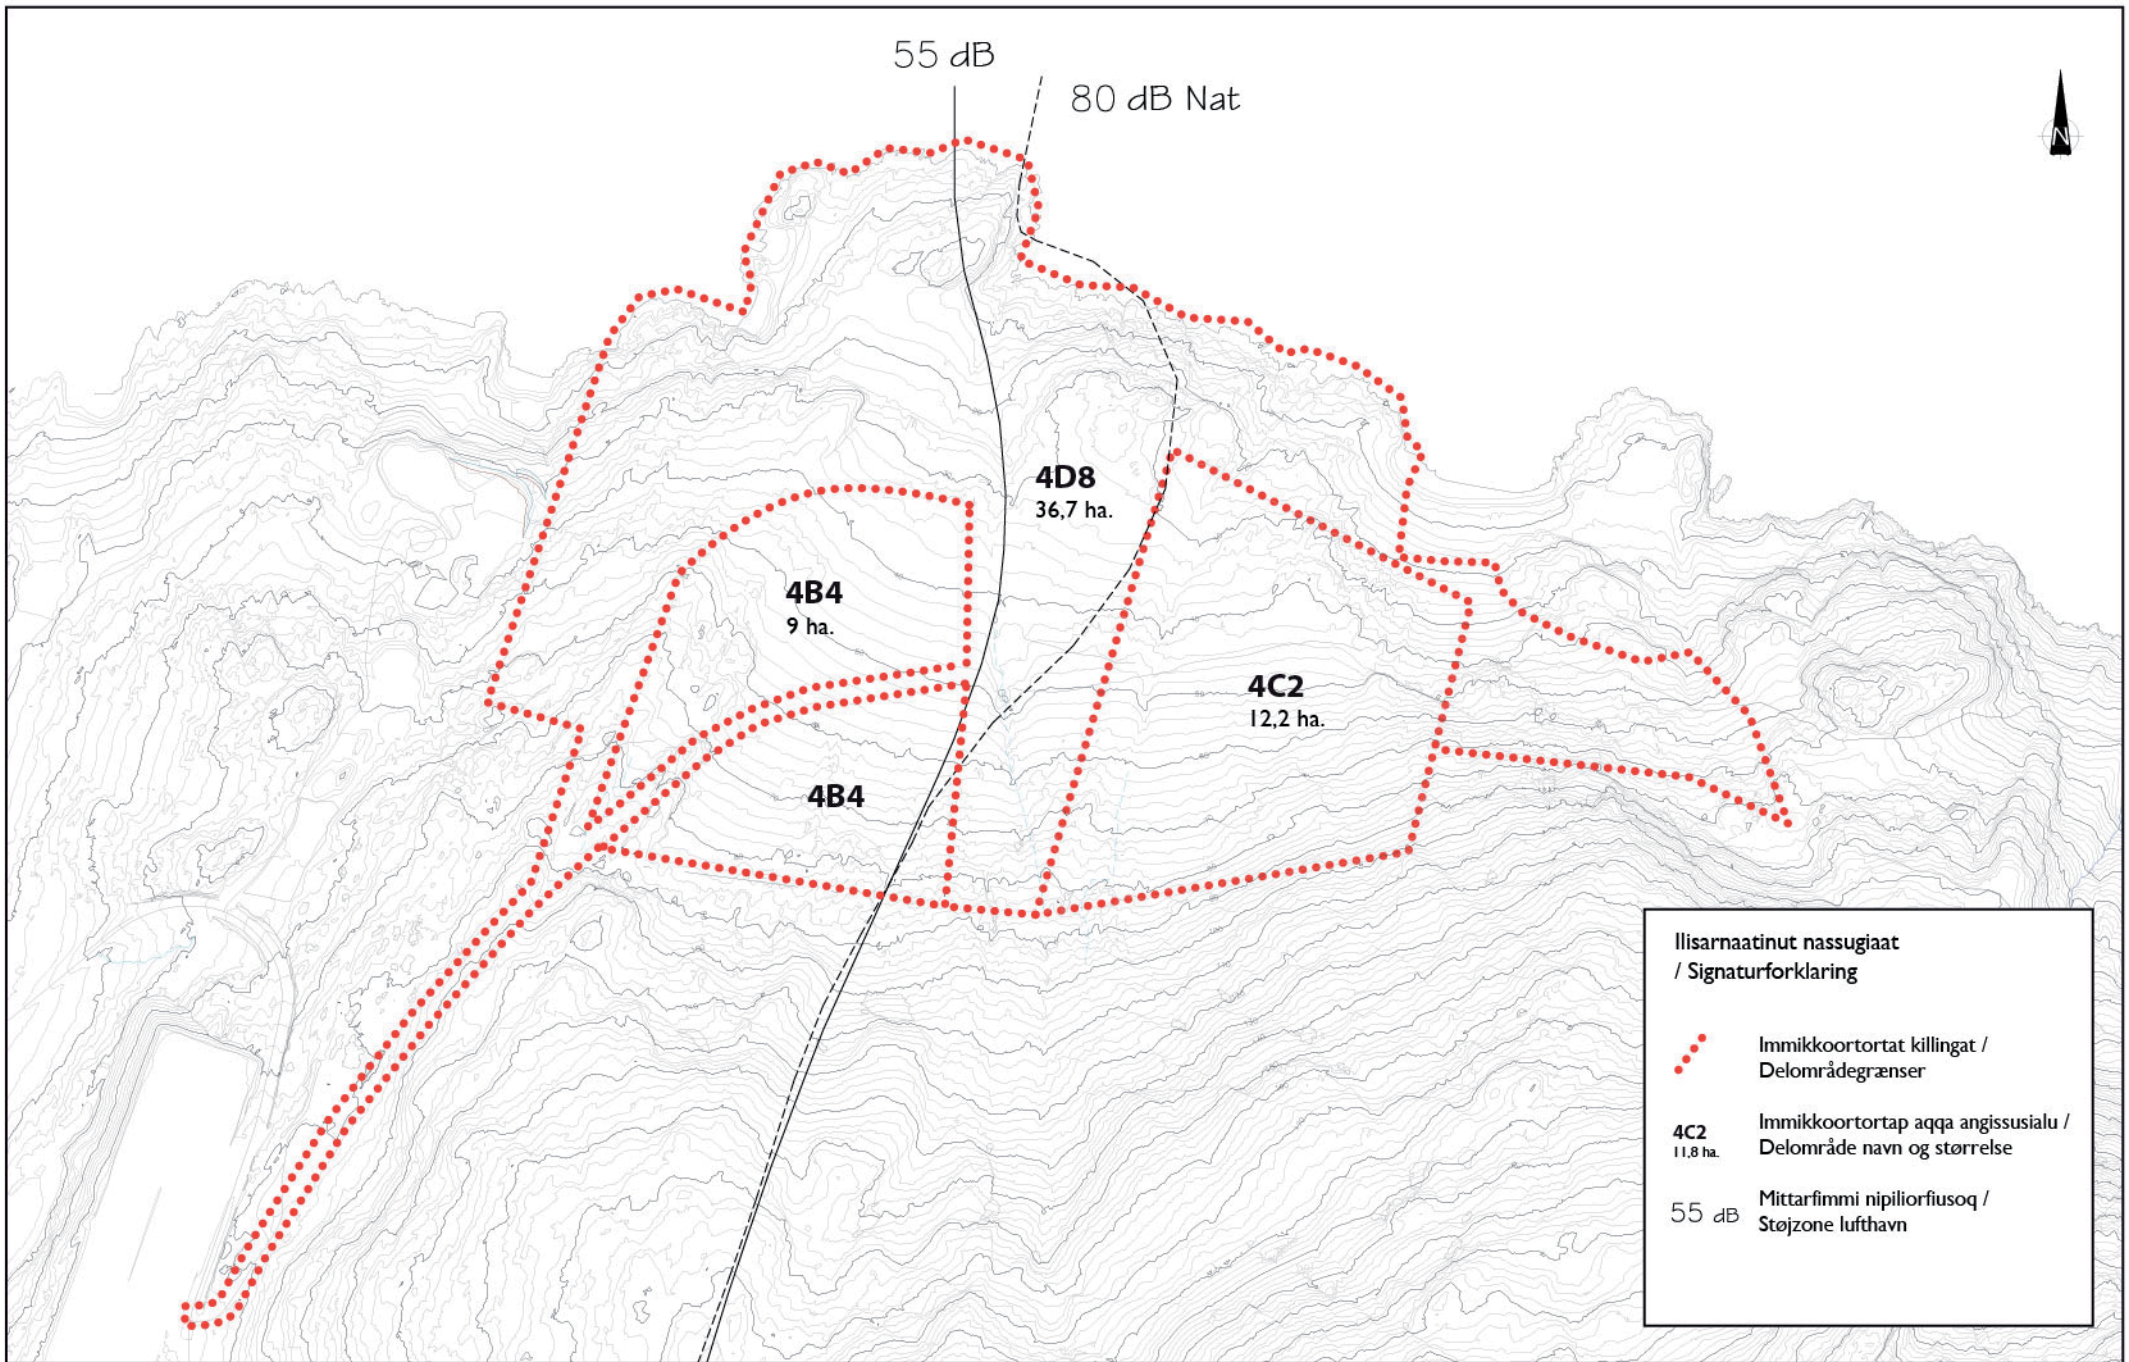 55 dB
80 dB Nat
N
4D8
36,7 ha.
4B4
9 ha.
4C2
12,2 ha.
4B4
Ilisarnaatinut nassugiaat
/ Signaturforklaring
Immikkoortortat killingat /
Delområdegrænser
4C2
11,8 ha.
Immikkoortortap aqqa angissusialu /
Delområde navn og størrelse
55 dB
Mittarfimmi nipiliorfiusoq /
Støjzone lufthavn